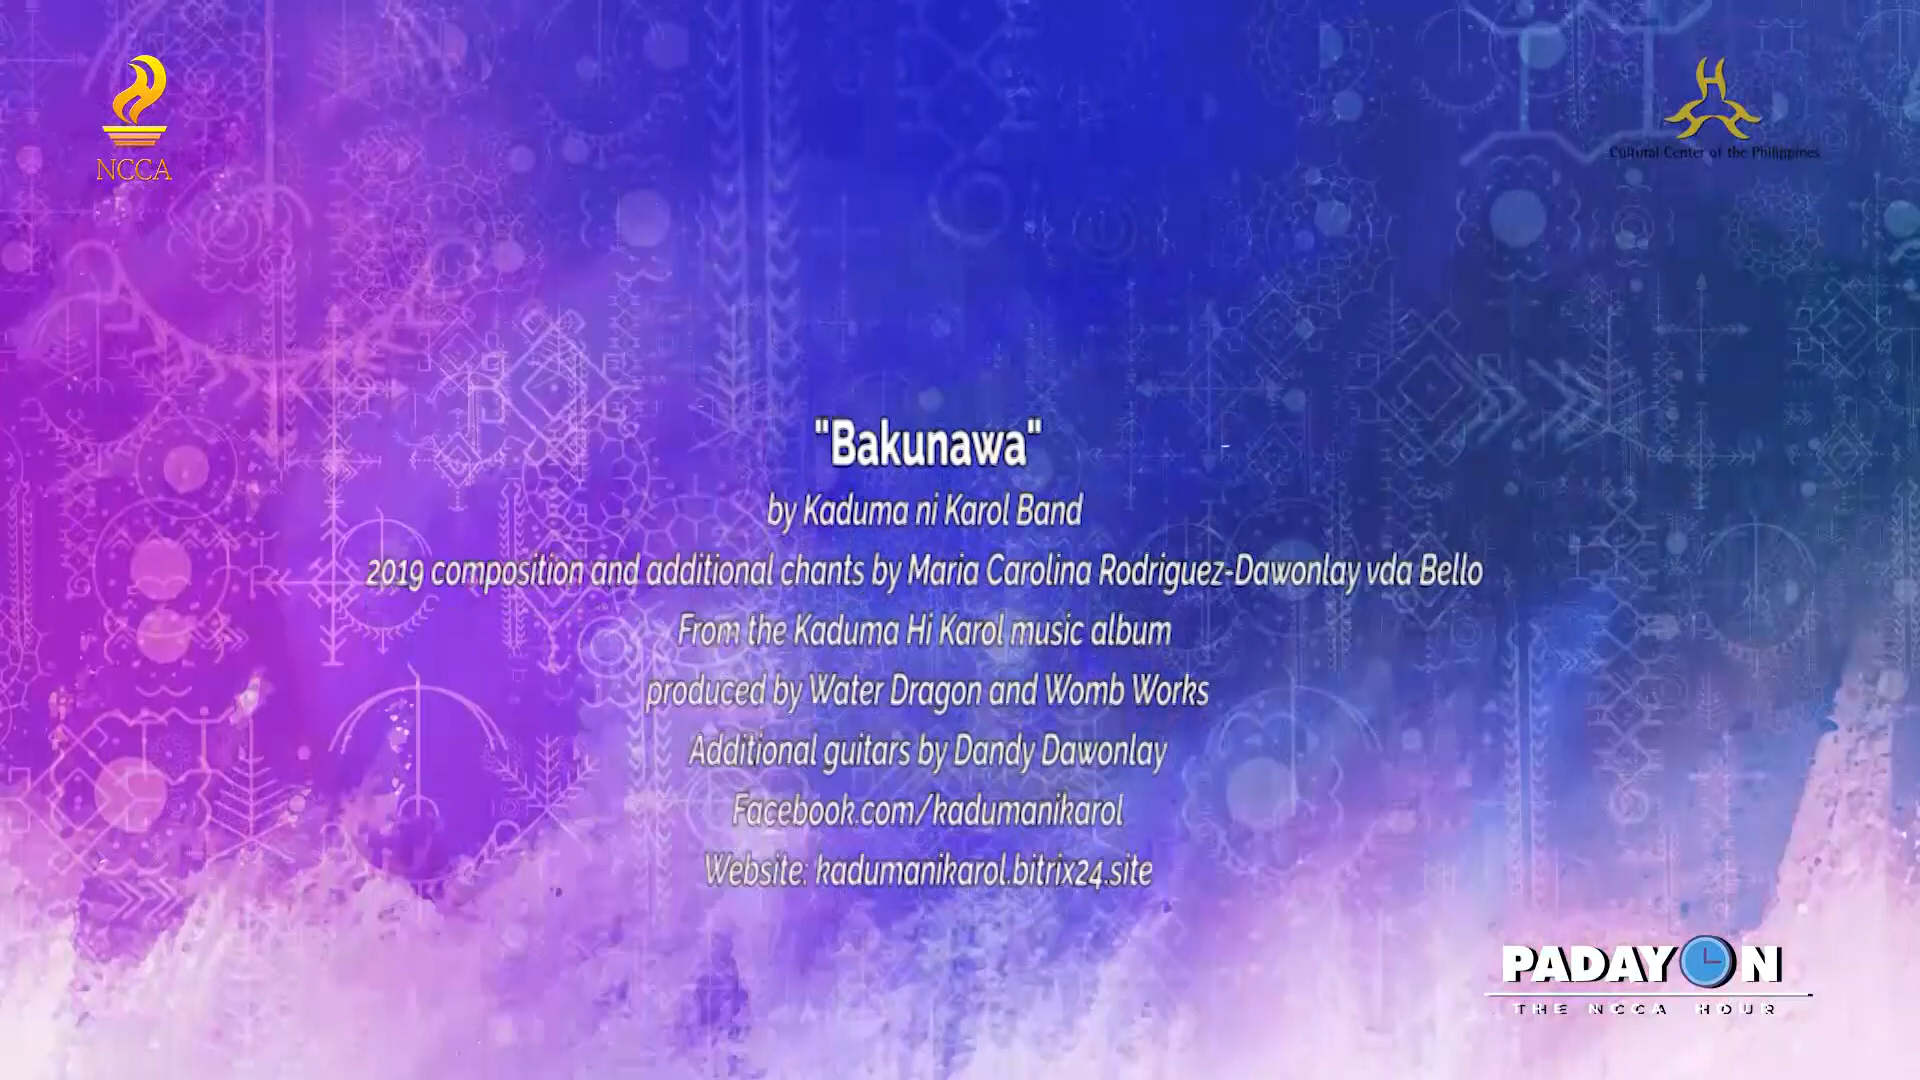 NCCA
Cultural Center of the Philippines
"Bakunawa"
by Kaduma ni Karol Band
2019 composition and additional chants by Maria Carolina Rodriguez-Dawonlay vda Bello
From the Kaduma Hi Karol music album
produced by Water Dragon and Womb Works
Additional guitars by Dandy Dawonlay
Facebook.com/kadumanikarol
Website: kadumanikarol.bitrix24.site
PADAYON
THE NCCA HOUR